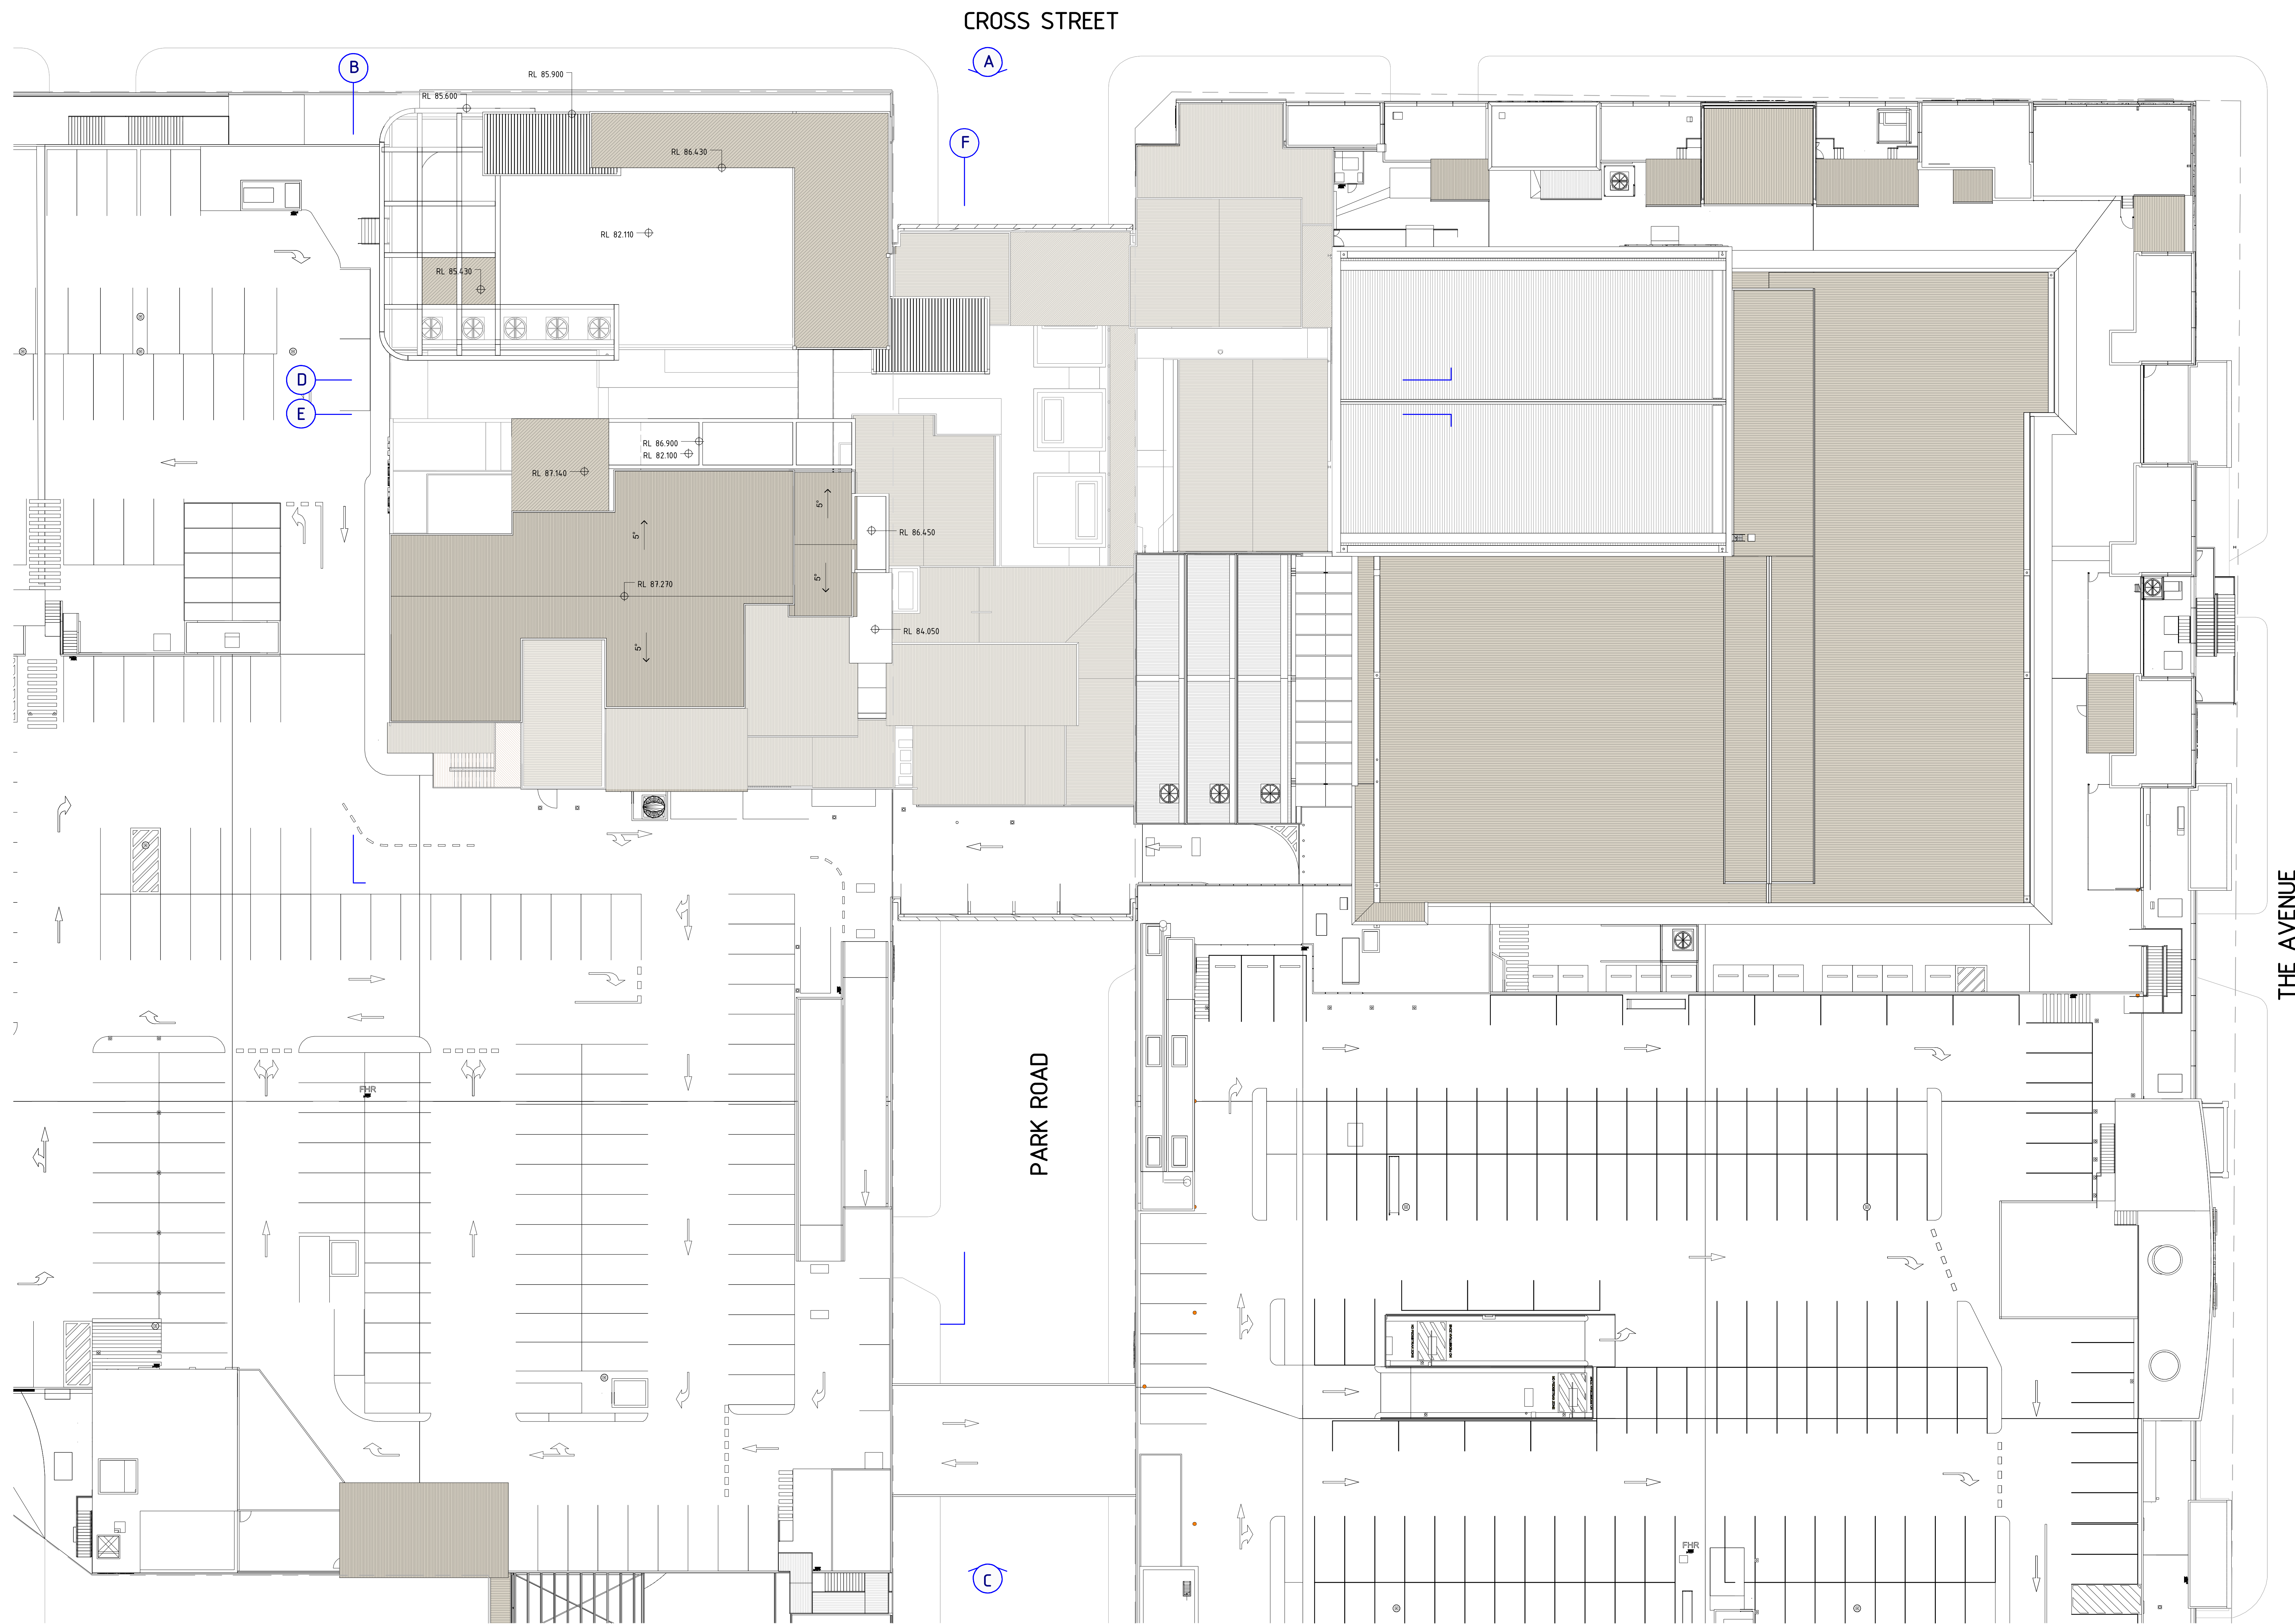 CROSS STREET
B
A
RL 85.900
RL 85.600
F
RL 86.430
RL 82.110
RL 85.430
D
E
RL 86.900
RL 82.100
RL 87.140
5°
5°
RL 86.450
5°
RL 87.270
RL 84.050
5°
THE AVENUE
PARK ROAD
FHR
FHR
C